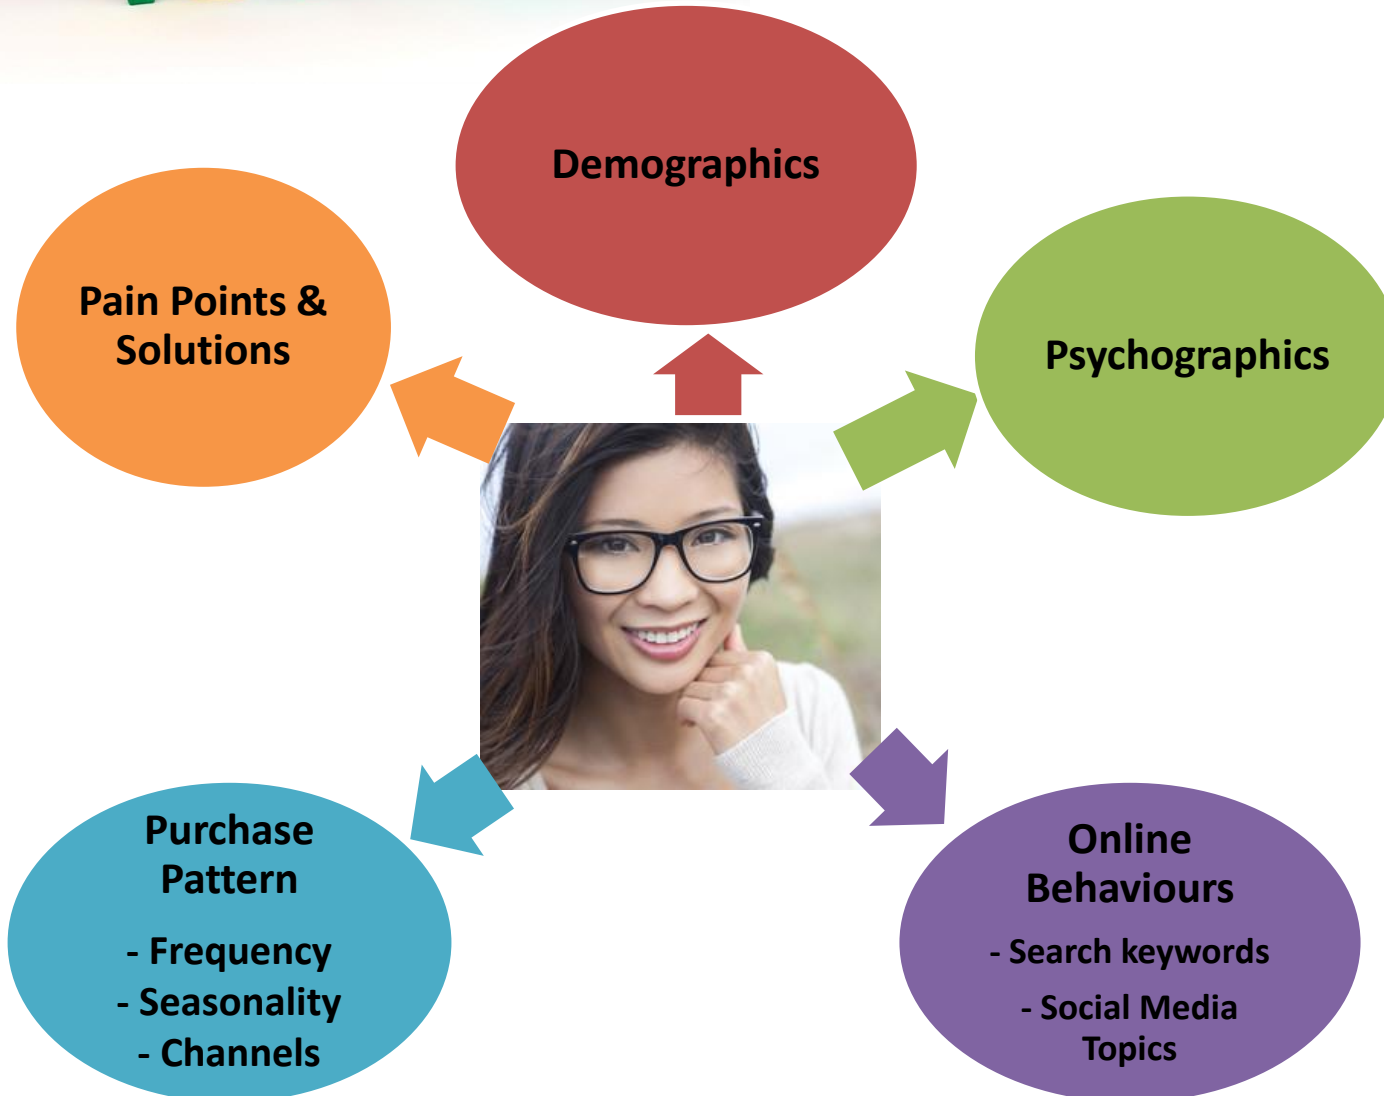 Demographics
Pain Points &
Solutions
Psychographics
Purchase
Pattern
- Frequency
- Seasonality
- Channels
Online
Behaviours
- Search keywords
- Social Media
Topics